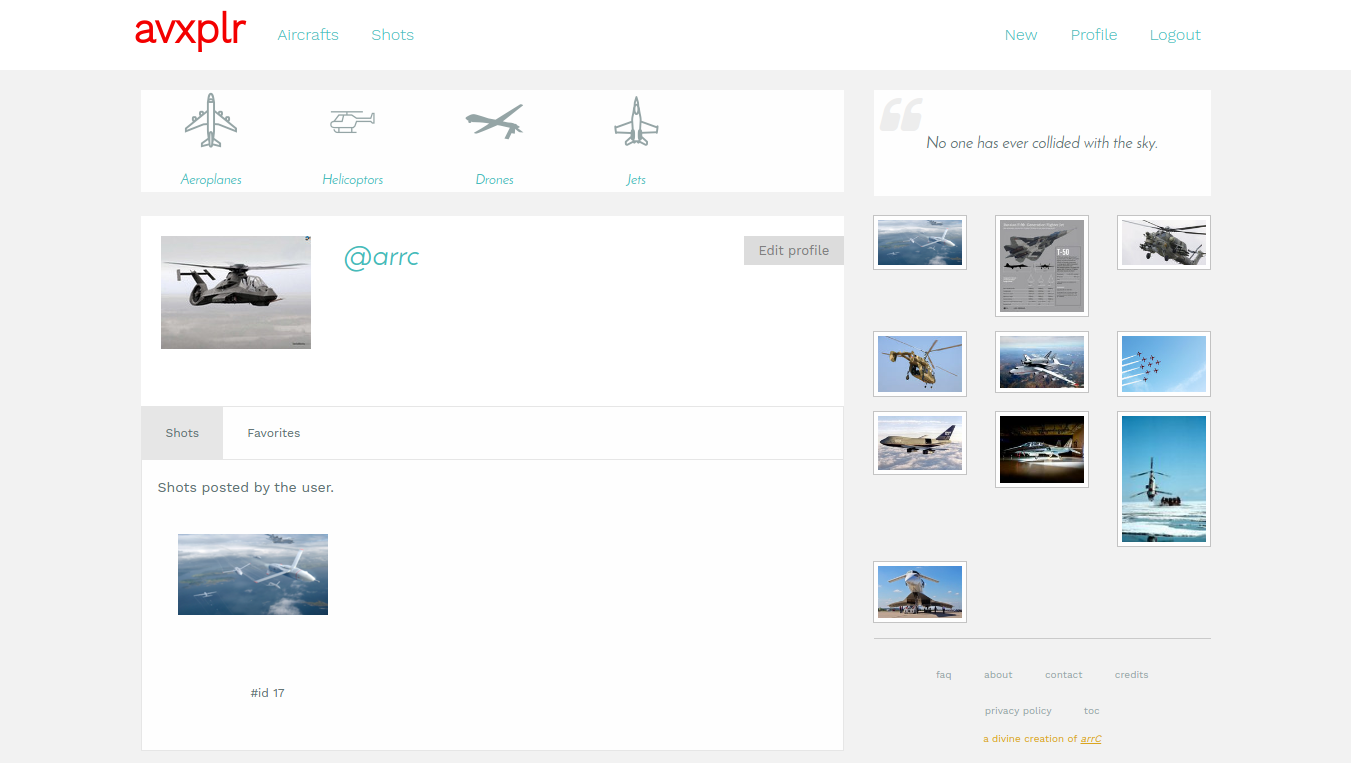 avxplr
Aircrafts Shots New Profile Logout
Aeroplanes Helicoptors Drones Jets
No one has ever collided with the sky.
@arrc
Edit profile
T-50
Shots Favorites
Shots posted by the user.
#id 17
faq about contact credits
privacy policy toc
a divine creation of arrC